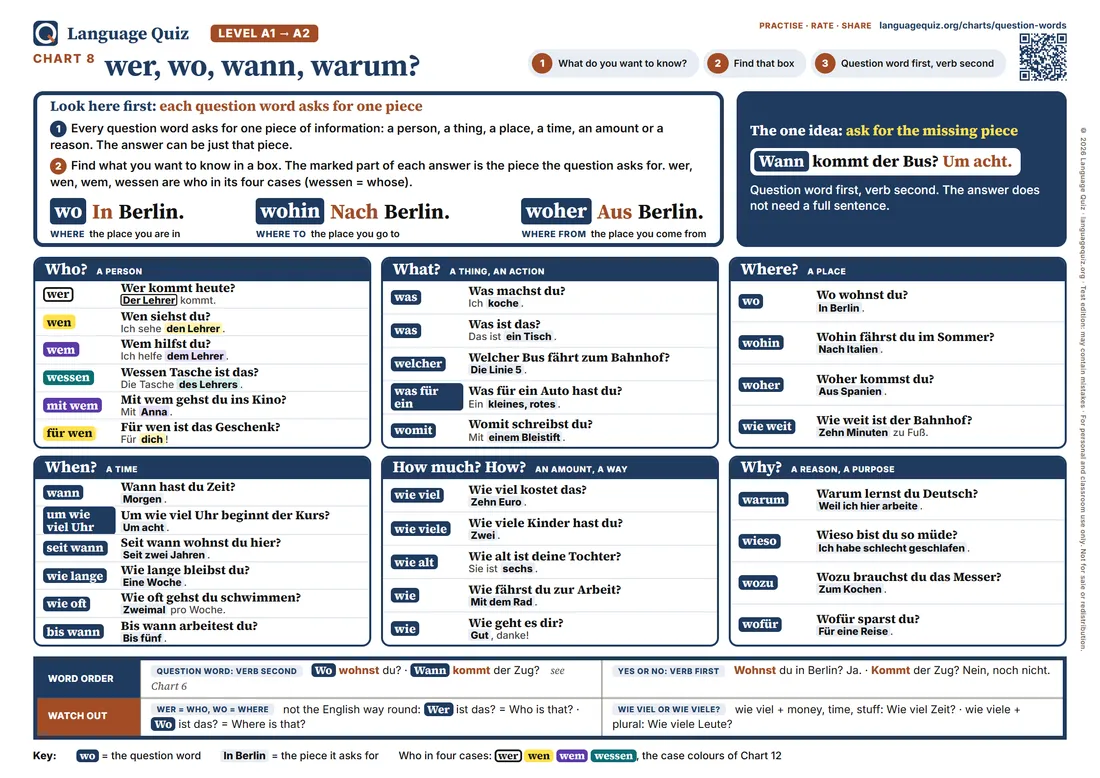 Language Quiz
LEVEL A1 → A2
PRACTISE · RATE · SHARE languagequiz.org/charts/question-words
CHART 8 wer, wo, wann, warum?
1 What do you want to know?
2 Find that box
3 Question word first, verb second
Look here first: each question word asks for one piece
1 Every question word asks for one piece of information: a person, a thing, a place, a time, an amount or a
reason. The answer can be just that piece.
2 Find what you want to know in a box. The marked part of each answer is the piece the question asks for. wer,
wen, wem, wessen are who in its four cases (wessen = whose).
wo In Berlin.
WHERE the place you are in
wohin Nach Berlin.
WHERE TO the place you go to
woher Aus Berlin.
WHERE FROM the place you come from
The one idea: ask for the missing piece
Wann kommt der Bus? Um acht.
Question word first, verb second. The answer does
not need a full sentence.
Who? A PERSON
wer
Wer kommt heute?
Der Lehrer kommt.
wen
Wen siehst du?
Ich sehe den Lehrer.
wem
Wem hilfst du?
Ich helfe dem Lehrer.
wessen
Wessen Tasche ist das?
Die Tasche des Lehrers.
mit wem
Mit wem gehst du ins Kino?
Mit Anna.
für wen
Für wen ist das Geschenk?
Für dich!
What? A THING, AN ACTION
was
Was machst du?
Ich koche.
was
Was ist das?
Das ist ein Tisch.
welcher
Welcher Bus fährt zum Bahnhof?
Die Linie 5.
was für
ein
Was für ein Auto hast du?
Ein kleines, rotes.
womit
Womit schreibst du?
Mit einem Bleistift.
Where? A PLACE
wo
Wo wohnst du?
In Berlin.
wohin
Wohin fährst du im Sommer?
Nach Italien.
woher
Woher kommst du?
Aus Spanien.
wie weit
Wie weit ist der Bahnhof?
Zehn Minuten zu Fuß.
When? A TIME
wann
Wann hast du Zeit?
Morgen.
um wie
viel Uhr
Um wie viel Uhr beginnt der Kurs?
Um acht.
seit wann
Seit wann wohnst du hier?
Seit zwei Jahren.
wie lange
Wie lange bleibst du?
Eine Woche.
wie oft
Wie oft gehst du schwimmen?
Zweimal pro Woche.
bis wann
Bis wann arbeitest du?
Bis fünf.
How much? How? AN AMOUNT, A WAY
wie viel
Wie viel kostet das?
Zehn Euro.
wie viele
Wie viele Kinder hast du?
Zwei.
wie alt
Wie alt ist deine Tochter?
Sie ist sechs.
wie
Wie fährst du zur Arbeit?
Mit dem Rad.
wie
Wie geht es dir?
Gut, danke!
Why? A REASON, A PURPOSE
warum
Warum lernst du Deutsch?
Weil ich hier arbeite.
wieso
Wieso bist du so müde?
Ich habe schlecht geschlafen.
wozu
Wozu brauchst du das Messer?
Zum Kochen.
wofür
Wofür sparst du?
Für eine Reise.
WORD ORDER
QUESTION WORD: VERB SECOND Wo wohnst du? · Wann kommt der Zug? see
Chart 6
YES OR NO: VERB FIRST Wohnst du in Berlin? Ja. · Kommt der Zug? Nein, noch nicht.
WATCH OUT
WER = WHO, WO = WHERE not the English way round: Wer ist das? = Who is that? ·
Wo ist das? = Where is that?
WIE VIEL OR WIE VIELE? wie viel + money, time, stuff: Wie viel Zeit? · wie viele +
plural: Wie viele Leute?
Key: wo = the question word In Berlin = the piece it asks for Who in four cases: wer wen wem wessen, the case colours of Chart 12
© 2026 Language Quiz · languagequiz.org · Test edition: may contain mistakes · For personal and classroom use only. Not for sale or redistribution.